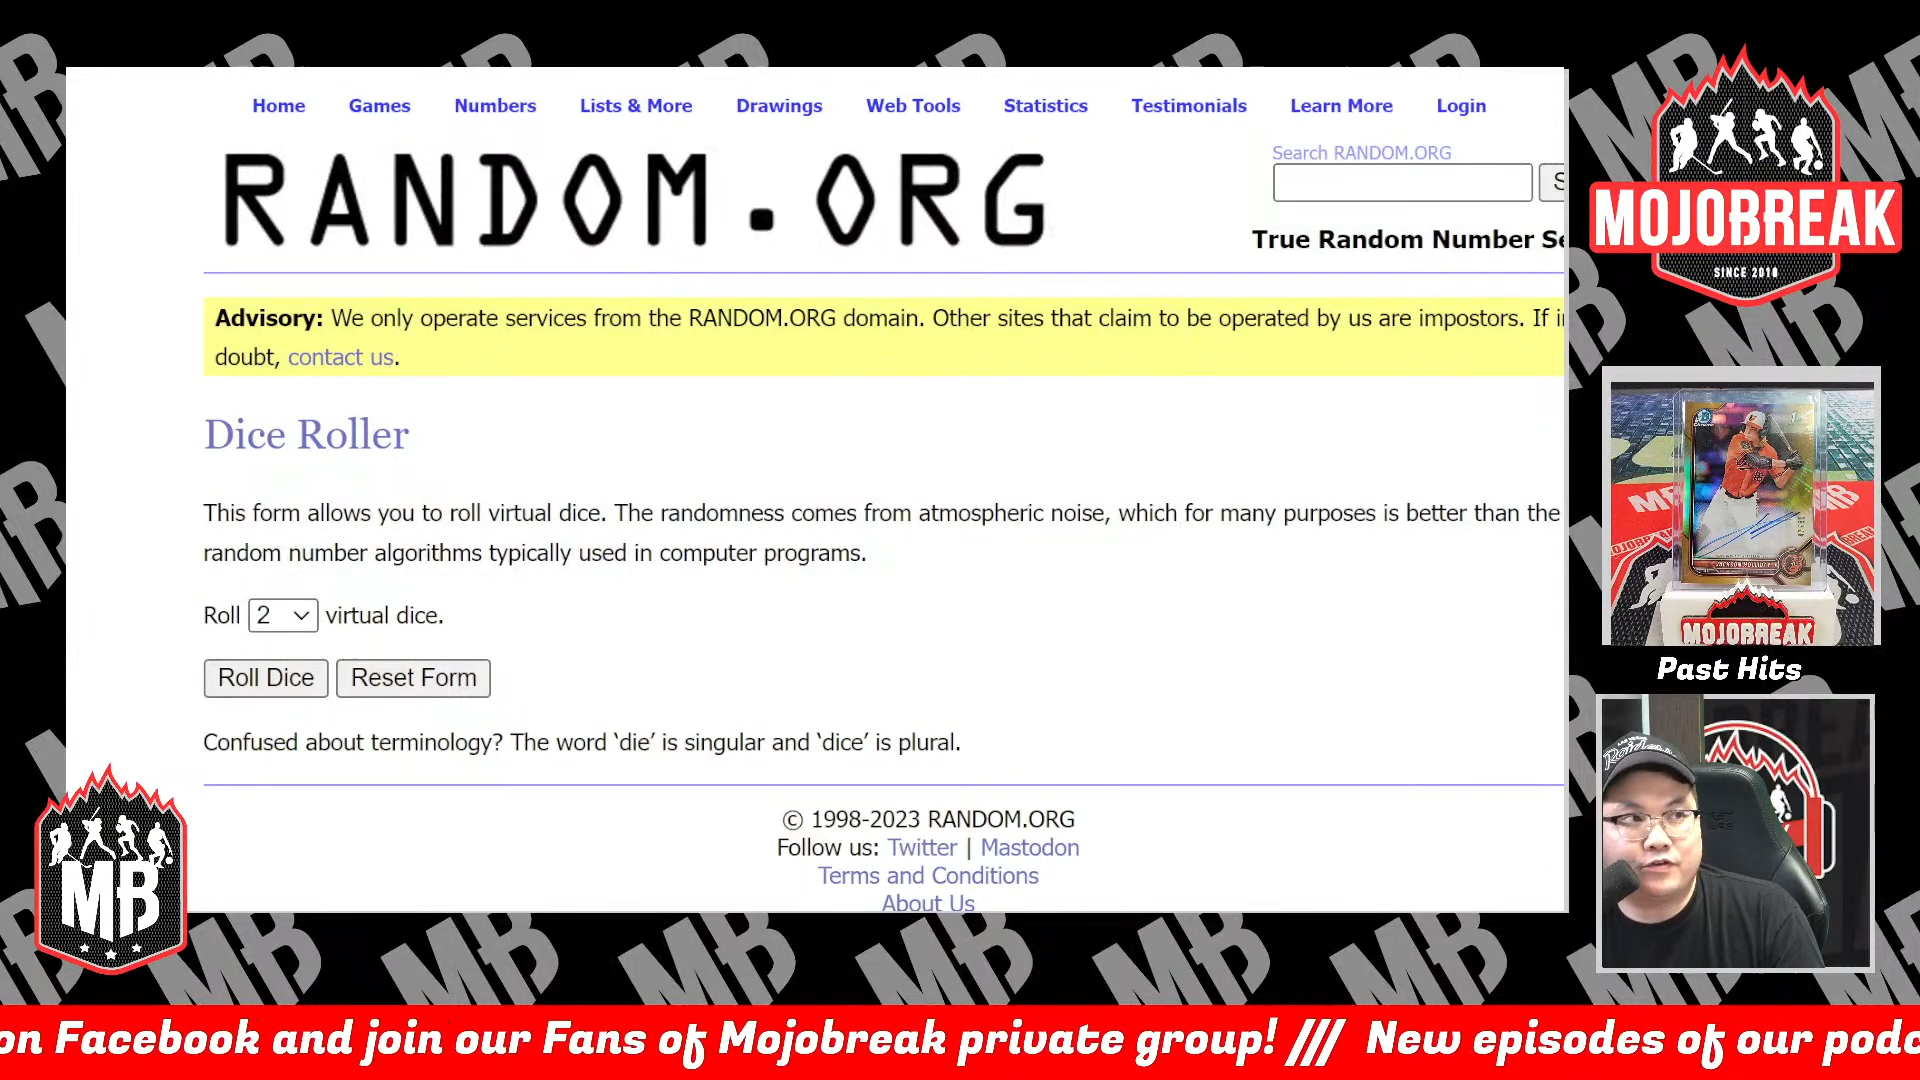 Home Games Numbers Lists & More Drawings Web Tools Statistics Testimonials Learn More Login
RANDOM.ORG
Search RANDOM.ORG
S
True Random Number Se
Advisory: We only operate services from the RANDOM.ORG domain. Other sites that claim to be operated by us are impostors. If in
doubt, contact us.
Dice Roller
This form allows you to roll virtual dice. The randomness comes from atmospheric noise, which for many purposes is better than the
random number algorithms typically used in computer programs.
Roll 2 virtual dice.
Roll Dice Reset Form
Confused about terminology? The word ‘die’ is singular and ‘dice’ is plural.
© 1998-2023 RANDOM.ORG
Follow us: Twitter | Mastodon
Terms and Conditions
About Us
MOJOBREAK
SINCE 2010
JACKSON HOLLIDAY
MOJOBREAK
Past Hits
MB
on Facebook and join our Fans of Mojobreak private group! /// New episodes of our podc